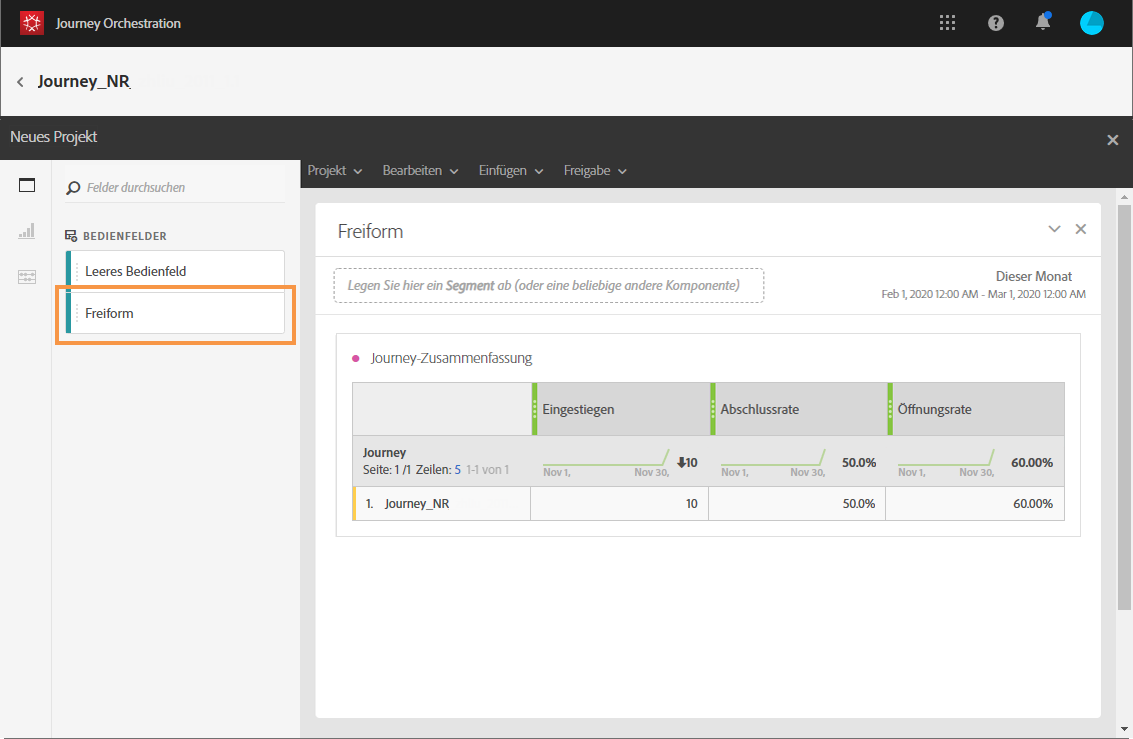 Journey Orchestration
Journey_NR
Neues Projekt
Projekt Bearbeiten Einfügen Freigabe
Felder durchsuchen
BEDIENFELDER
Leeres Bedienfeld
Freiform
Freiform
Legen Sie hier ein Segment ab (oder eine beliebige andere Komponente)
Dieser Monat
Feb 1, 2020 12:00 AM - Mar 1, 2020 12:00 AM
Journey-Zusammenfassung
Eingestiegen Abschlussrate Öffnungsrate
Journey
Seite: 1 /1 Zeilen: 5 1-1 von 1
Nov 1, Nov 30, 10
Nov 1, Nov 30, 50.0%
Nov 1, Nov 30, 60.00%
1. Journey_NR 10 50.0% 60.00%